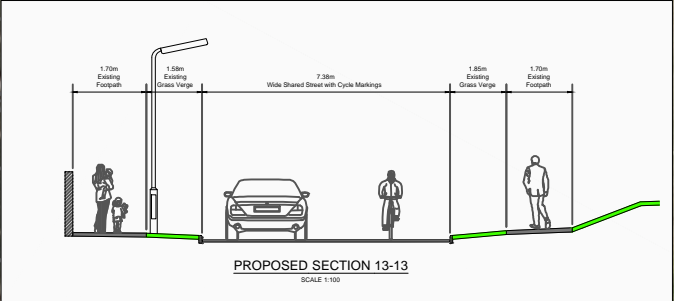 1.70m
Existing
Footpath
1.58m
Existing
Grass Verge
7.38m
Wide Shared Street with Cycle Markings
1.85m
Existing
Grass Verge
1.70m
Existing
Footpath
PROPOSED SECTION 13-13
SCALE 1:100